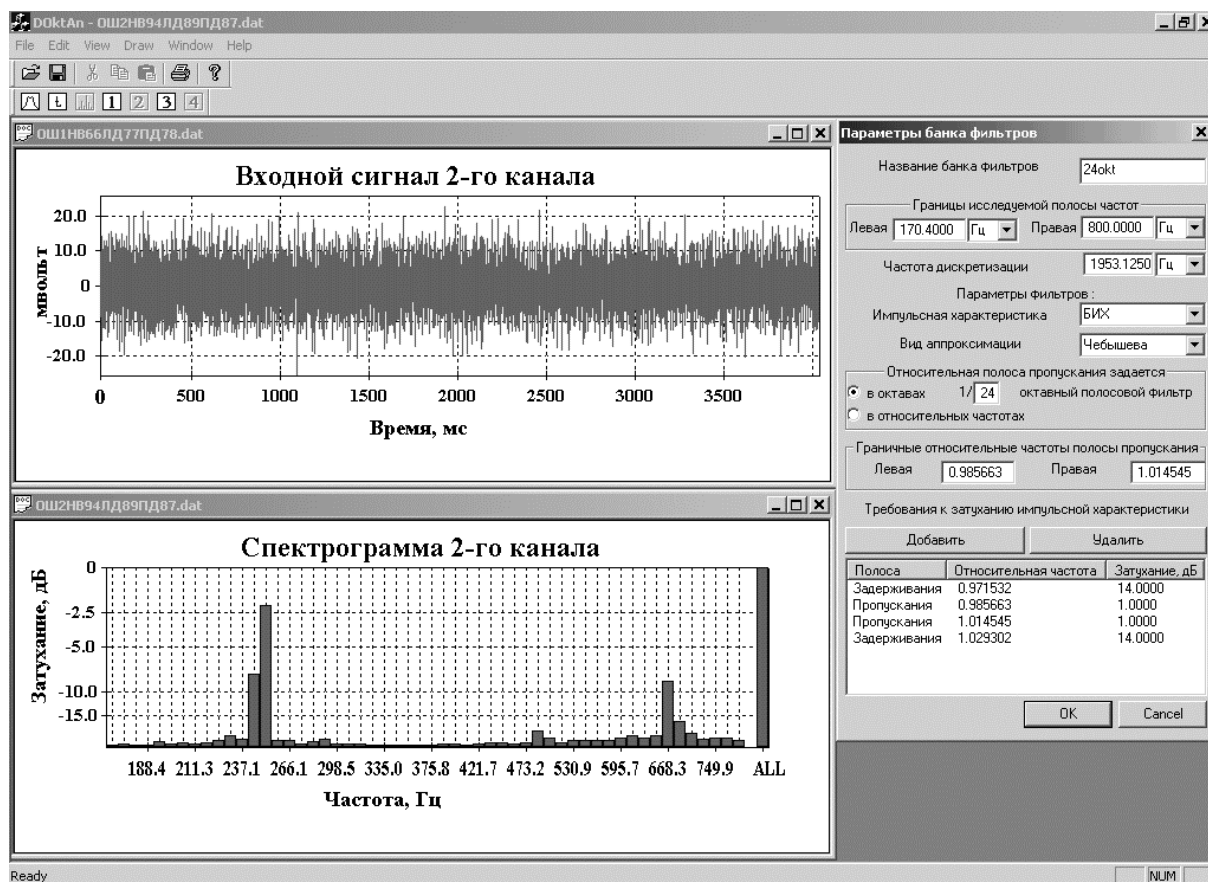 DOktAn - ОШ2НВ94ЛД89ПД87.dat
File Edit View Draw Window Help
t 1 2 3 4
ОШ1НВ66ЛД77ПД78.dat
Входной сигнал 2-го канала
мвольт
20.0
10.0
0
-10.0
-20.0
0 500 1000 1500 2000 2500 3000 3500
Время, мс
ОШ2НВ94ЛД89ПД87.dat
Спектрограмма 2-го канала
Затухание, дБ
0
-2.5
-5.0
-10.0
-15.0
188.4 211.3 237.1 266.1 298.5 335.0 375.8 421.7 473.2 530.9 595.7 668.3 749.9 ALL
Частота, Гц
Параметры банка фильтров
Название банка фильтров 24okt
Границы исследуемой полосы частот
Левая 170.4000 Гц Правая 800.0000 Гц
Частота дискретизации 1953.1250 Гц
Параметры фильтров :
Импульсная характеристика БИХ
Вид аппроксимации Чебышева
Относительная полоса пропускания задается
в октавах 1/ 24 октавный полосовой фильтр
в относительных частотах
Граничные относительные частоты полосы пропускания
Левая 0.985663 Правая 1.014545
Требования к затуханию импульсной характеристики
Добавить Удалить
Полоса Относительная частота Затухание, дБ
Задерживания 0.971532 14.0000
Пропускания 0.985663 1.0000
Пропускания 1.014545 1.0000
Задерживания 1.029302 14.0000
OK Cancel
Ready NUM